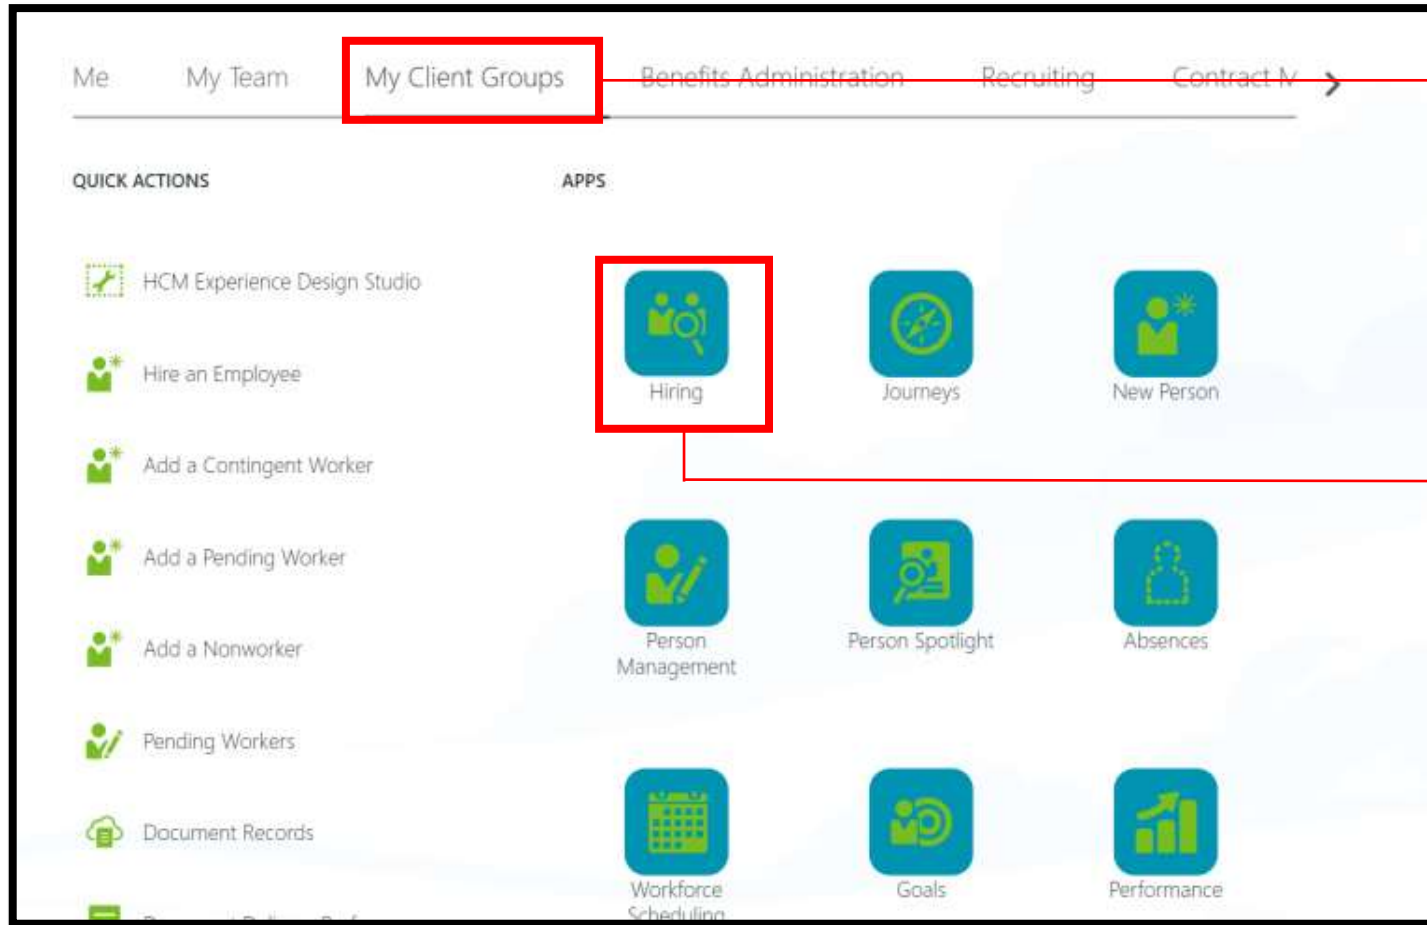 Me My Team My Client Groups Benefits Administration Recruiting Contract
QUICK ACTIONS
HCM Experience Design Studio
Hire an Employee
Add a Contingent Worker
Add a Pending Worker
Add a Nonworker
Pending Workers
Document Records
APPS
Hiring
Journeys
New Person
Person
Management
Person Spotlight
Absences
Workforce
Scheduling
Goals
Performance